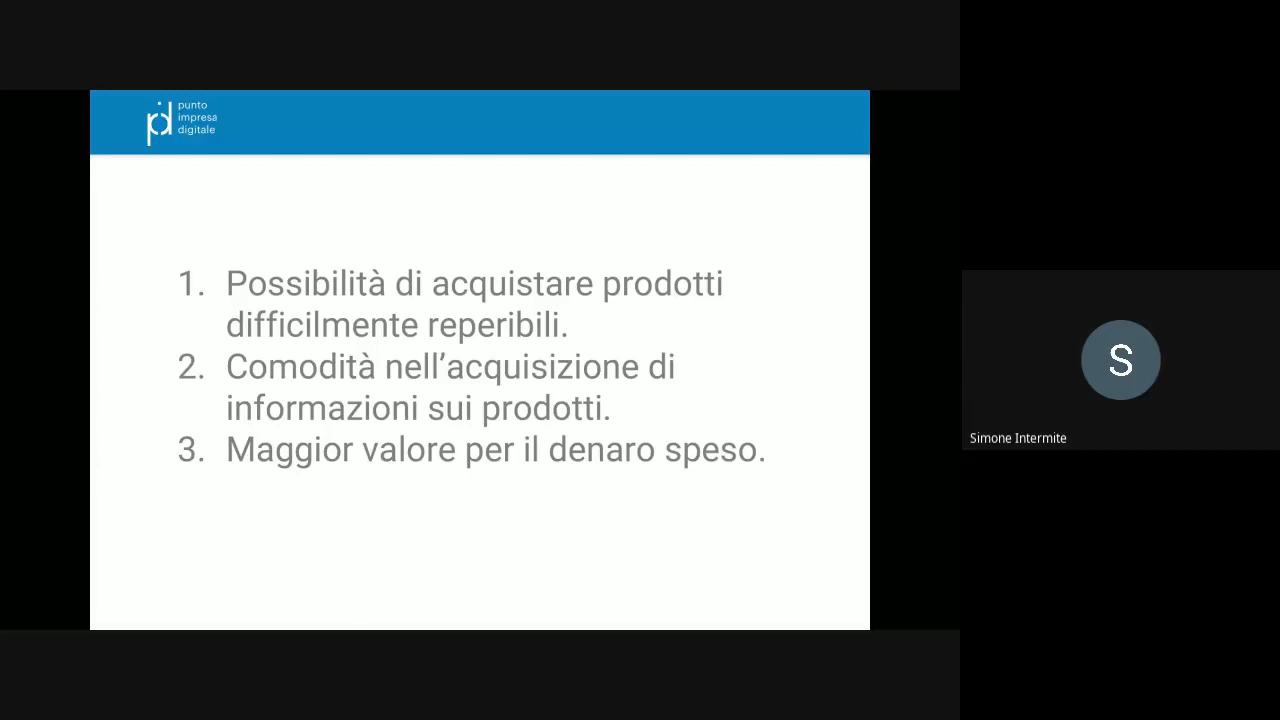 punto
impresa
digitale
1. Possibilità di acquistare prodotti
difficilmente reperibili.
2. Comodità nell’acquisizione di
informazioni sui prodotti.
3. Maggior valore per il denaro speso.
S
Simone Intermite